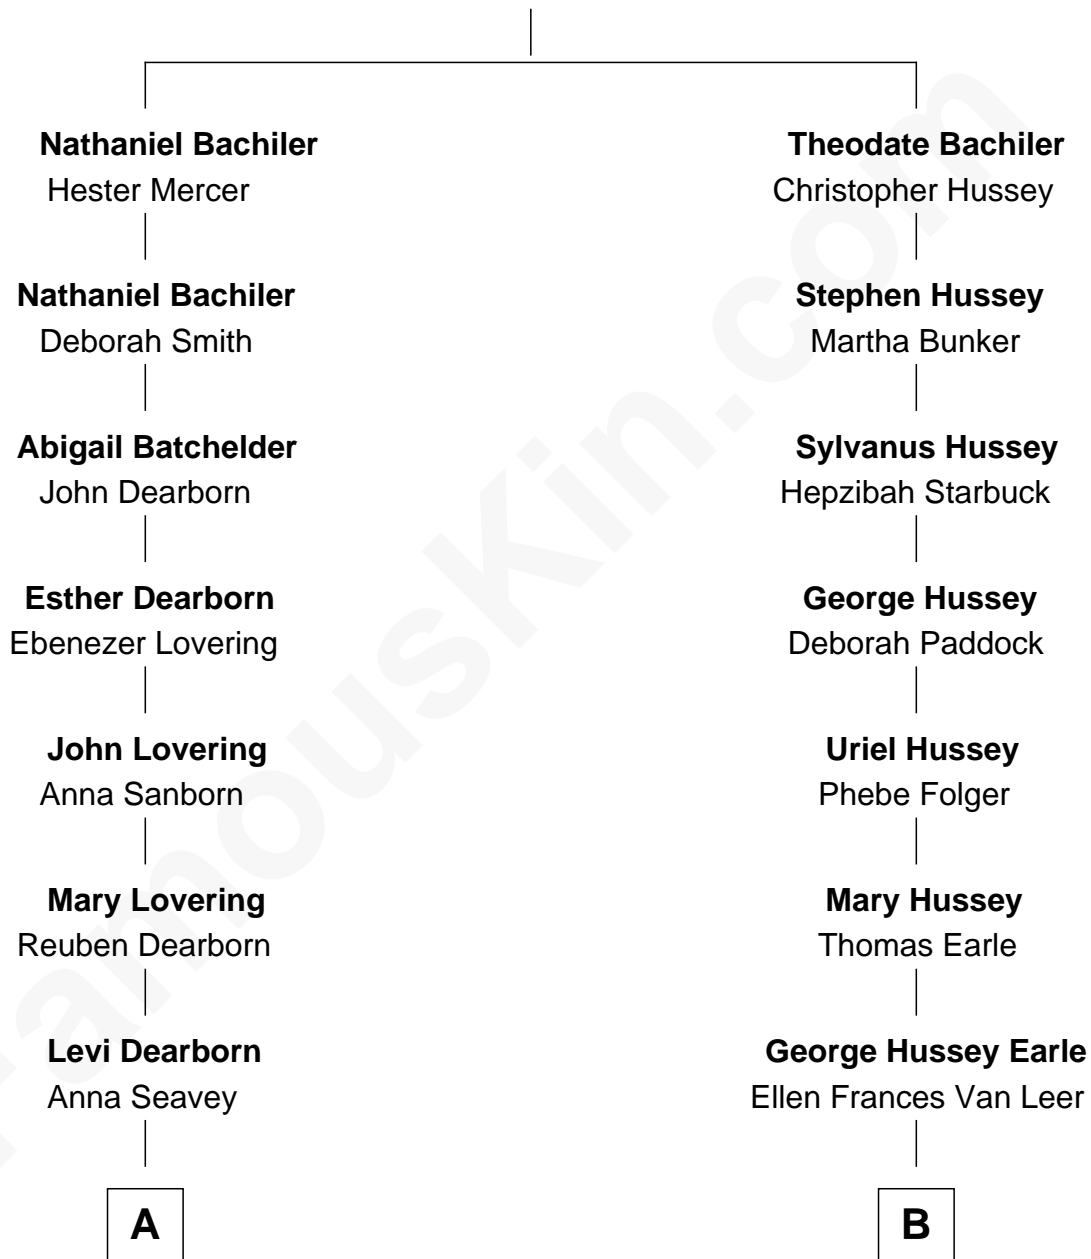 Nathaniel Bachiler
Hester Mercer
Theodate Bachiler
Christopher Hussey
Nathaniel Bachiler
Deborah Smith
Stephen Hussey
Martha Bunker
Abigail Batchelder
John Dearborn
Sylvanus Hussey
Hepzibah Starbuck
Esther Dearborn
Ebenezer Lovering
George Hussey
Deborah Paddock
John Lovering
Anna Sanborn
Uriel Hussey
Phebe Folger
Mary Lovering
Reuben Dearborn
Mary Hussey
Thomas Earle
Levi Dearborn
Anna Seavey
George Hussey Earle
Ellen Frances Van Leer
A
B
FamousKin.com